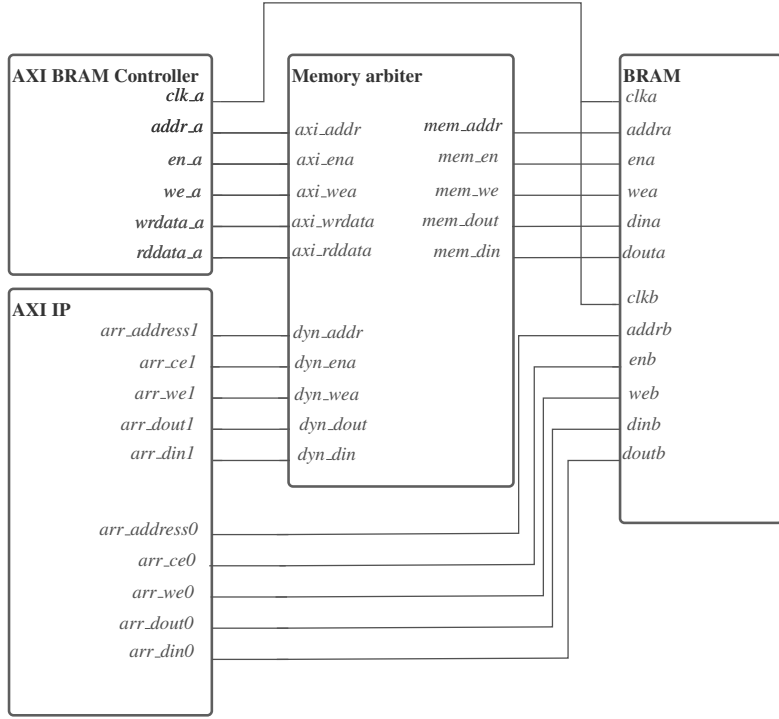 AXI BRAM Controller
clk_a
addr_a
en_a
we_a
wrdata_a
rddata_a
AXI IP
arr_address1
arr_ce1
arr_we1
arr_dout1
arr_din1
arr_address0
arr_ce0
arr_we0
arr_dout0
arr_din0
Memory arbiter
axi_addr
axi_ena
axi_wea
axi_wrdata
axi_rddata
dyn_addr
dyn_ena
dyn_wea
dyn_dout
dyn_din
mem_addr
mem_en
mem_we
mem_dout
mem_din
BRAM
clka
addra
ena
wea
dina
douta
clkb
addrb
enb
web
dinb
doutb